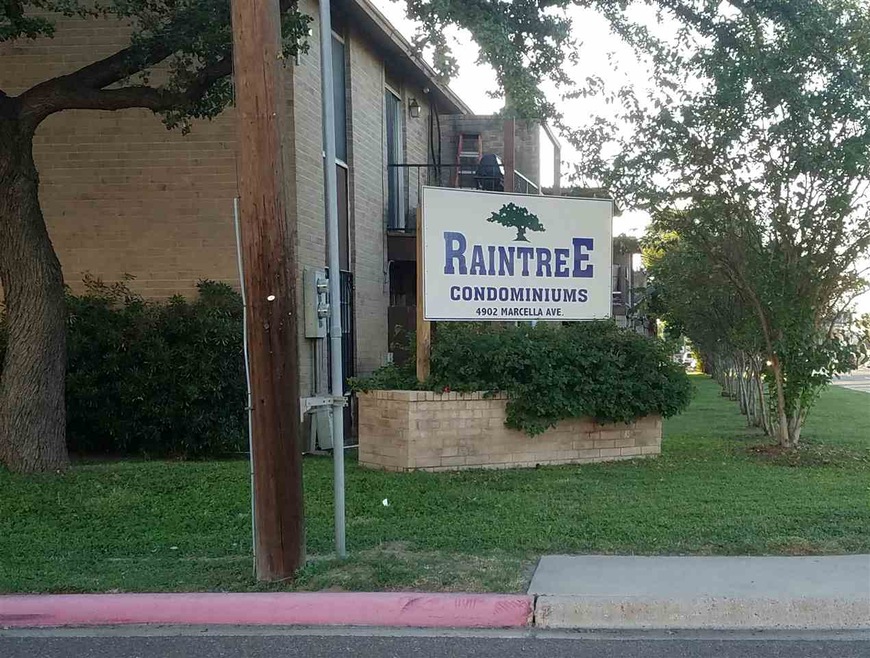 RAINTREE
CONDOMINIUMS
4902 MARCELLA AVE.